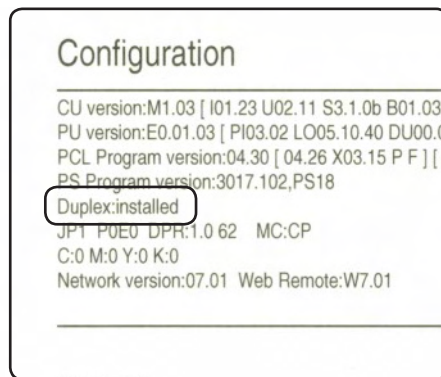 Configuration
CU version:M1.03 [ I01.23 U02.11 S3.1.0b B01.03
PU version:E0.01.03 [ PI03.02 LO05.10.40 DU00.0
PCL Program version:04.30 [ 04.26 X03.15 P F ] [
PS Program version:3017.102,PS18
Duplex:installed
JP1 P0E0 DPR:1.0 62 MC:CP
C:0 M:0 Y:0 K:0
Network version:07.01 Web Remote:W7.01